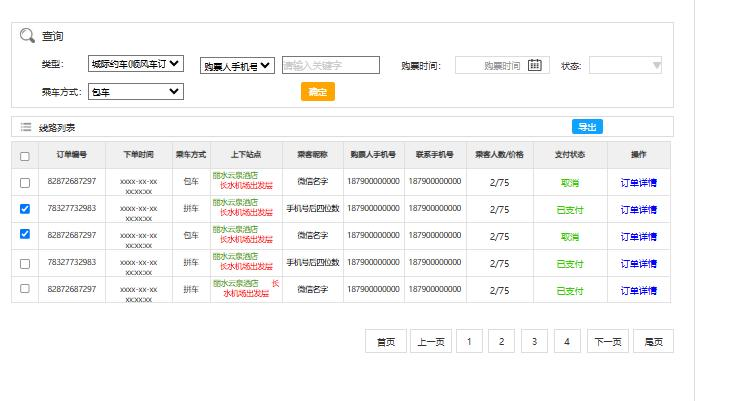 查询
类型： 城际约车(顺风车订 购票人手机号 请输入关键字 购票时间： 购票时间 状态:
乘车方式： 包车 确定
线路列表 导出
订单编号 下单时间 乘车方式 上下站点 乘客昵称 购票人手机号 联系手机号 乘客人数/价格 支付状态 操作
82872687297 xxxx-xx-xx 包车 丽水云泉酒店 微信名字 187900000000 187900000000 2/75 取消 订单详情
xx:xx:xx 长水机场出发层
78327732983 xxxx-xx-xx 拼车 丽水云泉酒店 手机号后四位数 187900000000 187900000000 2/75 已支付 订单详情
xx:xx:xx 长水机场出发层
82872687297 xxxx-xx-xx 包车 丽水云泉酒店 微信名字 187900000000 187900000000 2/75 取消 订单详情
xx:xx:xx 长水机场出发层
78327732983 xxxx-xx-xx 拼车 丽水云泉酒店 手机号后四位数 187900000000 187900000000 2/75 已支付 订单详情
xx:xx:xx 长水机场出发层
82872687297 xxxx-xx-xx 拼车 丽水云泉酒店 长 微信名字 187900000000 187900000000 2/75 已支付 订单详情
xx:xx:xx 水机场出发层
首页 上一页 1 2 3 4 下一页 尾页